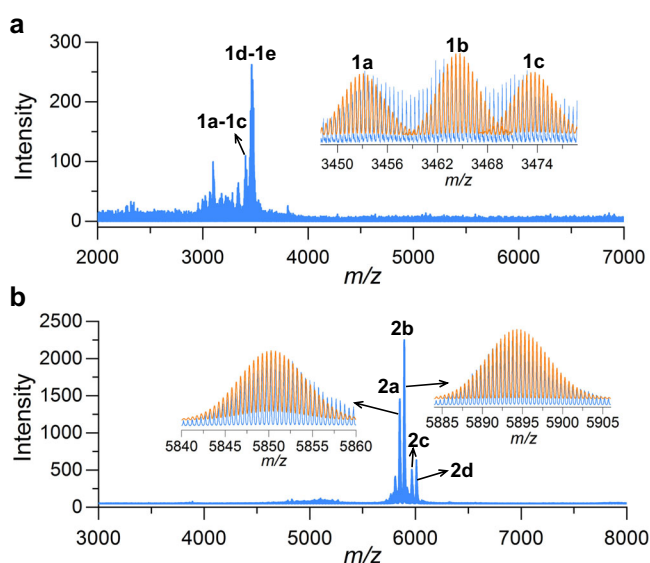 a
300
200
100
0
Intensity
1d-1e
1a-1c
1a
1b
1c
3450 3456 3462 3468 3474
m/z
2000 3000 4000 5000 6000 7000
m/z
b
2500
2000
1500
1000
500
0
Intensity
2b
2a
2c
2d
5840 5845 5850 5855 5860
m/z
5885 5890 5895 5900 5905
m/z
3000 4000 5000 6000 7000 8000
m/z